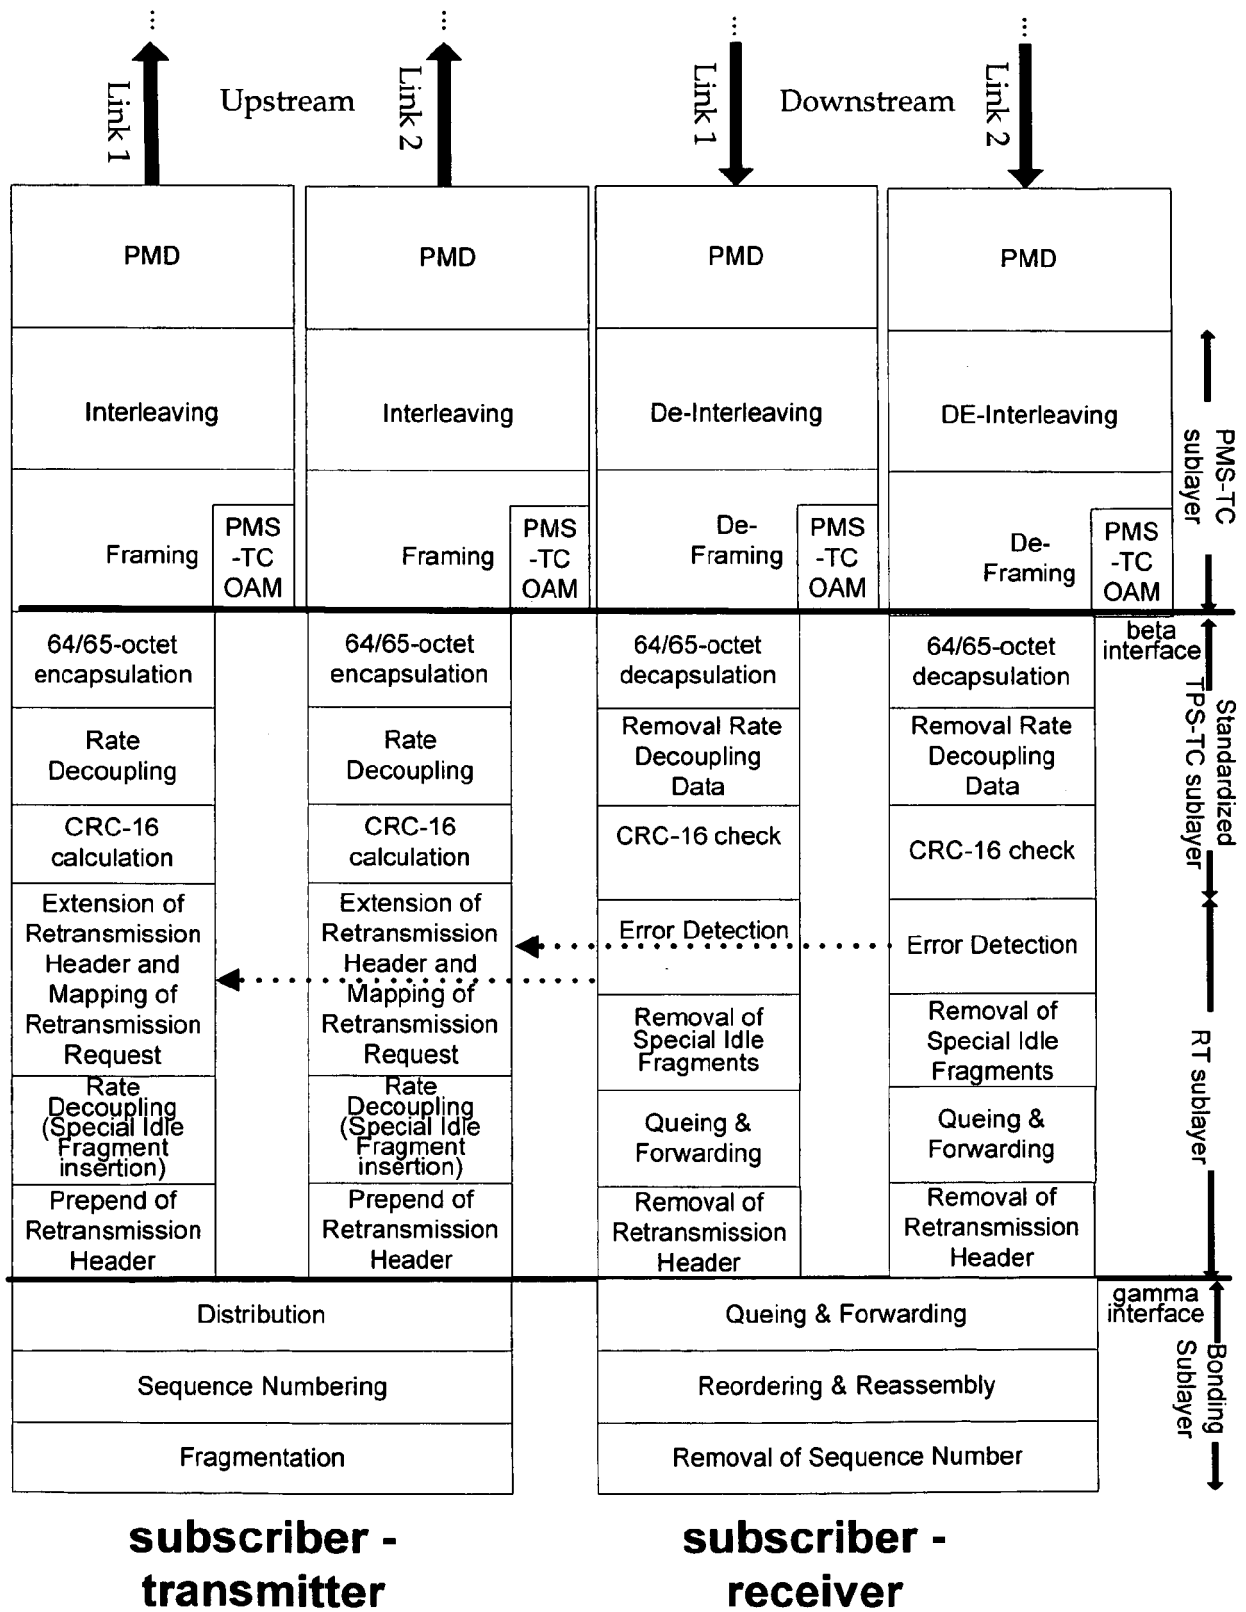 ...
...
...
...
Link 1
Upstream
Link 2
Link 1
Downstream
Link 2
PMD
PMD
PMD
PMD
Interleaving
Interleaving
De-Interleaving
DE-Interleaving
PMS-TC
sublayer
Framing
PMS
-TC
OAM
Framing
PMS
-TC
OAM
De-
Framing
PMS
-TC
OAM
De-
Framing
PMS
-TC
OAM
beta
interface
64/65-octet
encapsulation
64/65-octet
encapsulation
64/65-octet
decapsulation
64/65-octet
decapsulation
Standardized
TPS-TC sublayer
Rate
Decoupling
Rate
Decoupling
Removal Rate
Decoupling
Data
Removal Rate
Decoupling
Data
CRC-16
calculation
CRC-16
calculation
CRC-16 check
CRC-16 check
Extension of
Retransmission
Header and
Mapping of
Retransmission
Request
Extension of
Retransmission
Header and
Mapping of
Retransmission
Request
Error Detection
Error Detection
Removal of
Special Idle
Fragments
Removal of
Special Idle
Fragments
RT sublayer
Rate
Decoupling
(Special Idle
Fragment
insertion)
Rate
Decoupling
(Special Idle
Fragment
insertion)
Queing &
Forwarding
Queing &
Forwarding
Prepend of
Retransmission
Header
Prepend of
Retransmission
Header
Removal of
Retransmission
Header
Removal of
Retransmission
Header
gamma
interface
Distribution
Queing & Forwarding
Bonding
Sublayer
Sequence Numbering
Reordering & Reassembly
Fragmentation
Removal of Sequence Number
subscriber -
transmitter
subscriber -
receiver